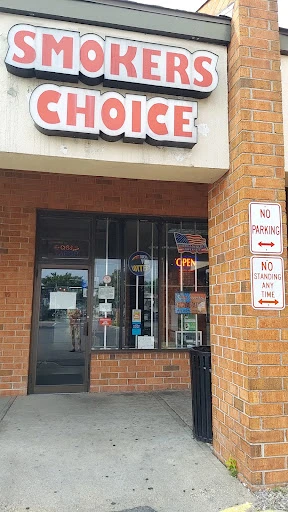 SMOKERS
CHOICE
NO
PARKING
NO
STANDING
ANY
TIME
OPEN